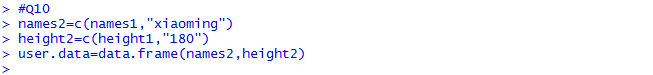 > #Q10
> names2=c(names1,"xiaoming")
> height2=c(height1,"180")
> user.data=data.frame(names2,height2)
>